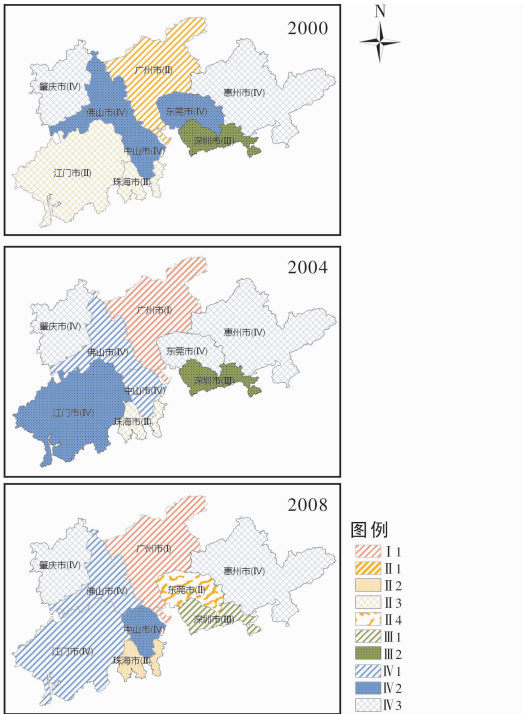 2000
N
广州市(Ⅱ)
肇庆市(Ⅳ)
惠州市(Ⅳ)
佛山市(Ⅳ)
东莞市(Ⅳ)
深圳市(Ⅲ)
中山市(Ⅳ)
江门市(Ⅱ)
珠海市(Ⅱ)
2004
广州市(Ⅰ)
肇庆市(Ⅳ)
惠州市(Ⅳ)
佛山市(Ⅳ)
东莞市(Ⅳ)
深圳市(Ⅲ)
中山市(Ⅳ)
江门市(Ⅳ)
珠海市(Ⅱ)
2008
广州市(Ⅰ)
肇庆市(Ⅳ)
惠州市(Ⅳ)
佛山市(Ⅳ)
东莞市(Ⅱ)
深圳市(Ⅲ)
中山市(Ⅳ)
江门市(Ⅳ)
珠海市(Ⅱ)
图例
Ⅰ1
Ⅱ1
Ⅱ2
Ⅱ3
Ⅱ4
Ⅲ1
Ⅲ2
Ⅳ1
Ⅳ2
Ⅳ3